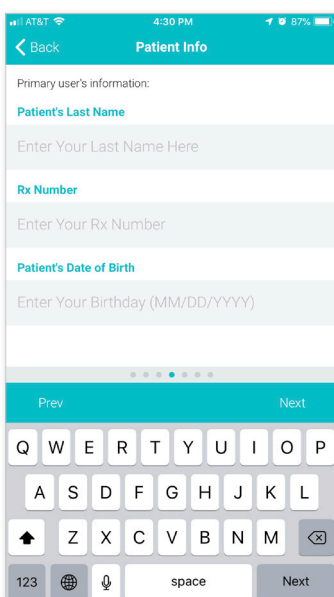 AT&T 4:30 PM 87%
Back Patient Info
Primary user's information:
Patient's Last Name
Enter Your Last Name Here
Rx Number
Enter Your Rx Number
Patient's Date of Birth
Enter Your Birthday (MM/DD/YYYY)
Prev Next
Q W E R T Y U I O P
A S D F G H J K L
Z X C V B N M
123 space Next